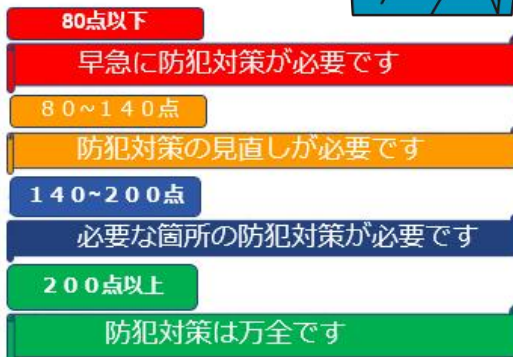 80点以下
早急に防犯対策が必要です
８０~１４０点
防犯対策の見直しが必要です
１４０~２００点
必要な箇所の防犯対策が必要です
２００点以上
防犯対策は万全です